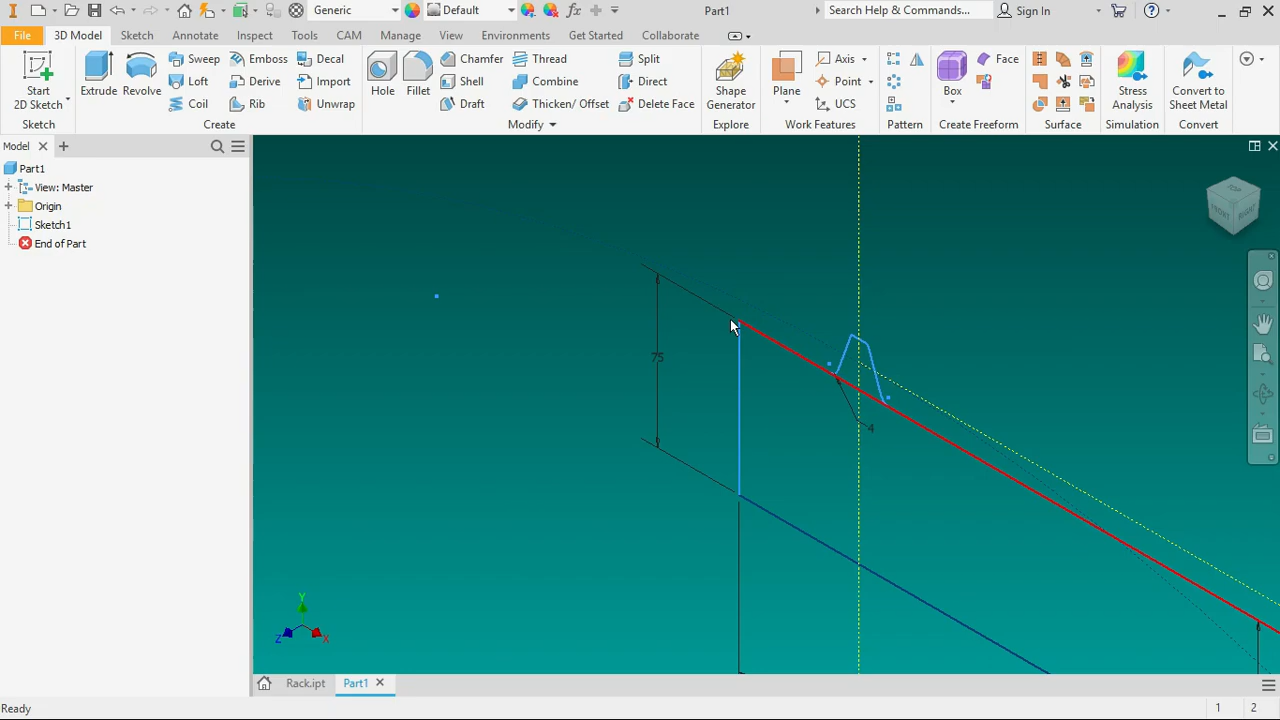 Generic Default Part1 Search Help & Commands... Sign In
File 3D Model Sketch Annotate Inspect Tools CAM Manage View Environments Get Started Collaborate
Start 2D Sketch Extrude Revolve Sweep Emboss Decal Hole Fillet Chamfer Thread Split Shape Generator Plane Axis Box Face Stress Analysis Convert to Sheet Metal
Loft Derive Import Shell Combine Direct Point
Coil Rib Unwrap Draft Thicken/ Offset Delete Face UCS
Sketch Create Modify Explore Work Features Pattern Create Freeform Surface Simulation Convert
Model
Part1
View: Master
Origin
Sketch1
End of Part
TOP
FRONT RIGHT
75
4
Y
Z X
Rack.ipt Part1
Ready 1 2